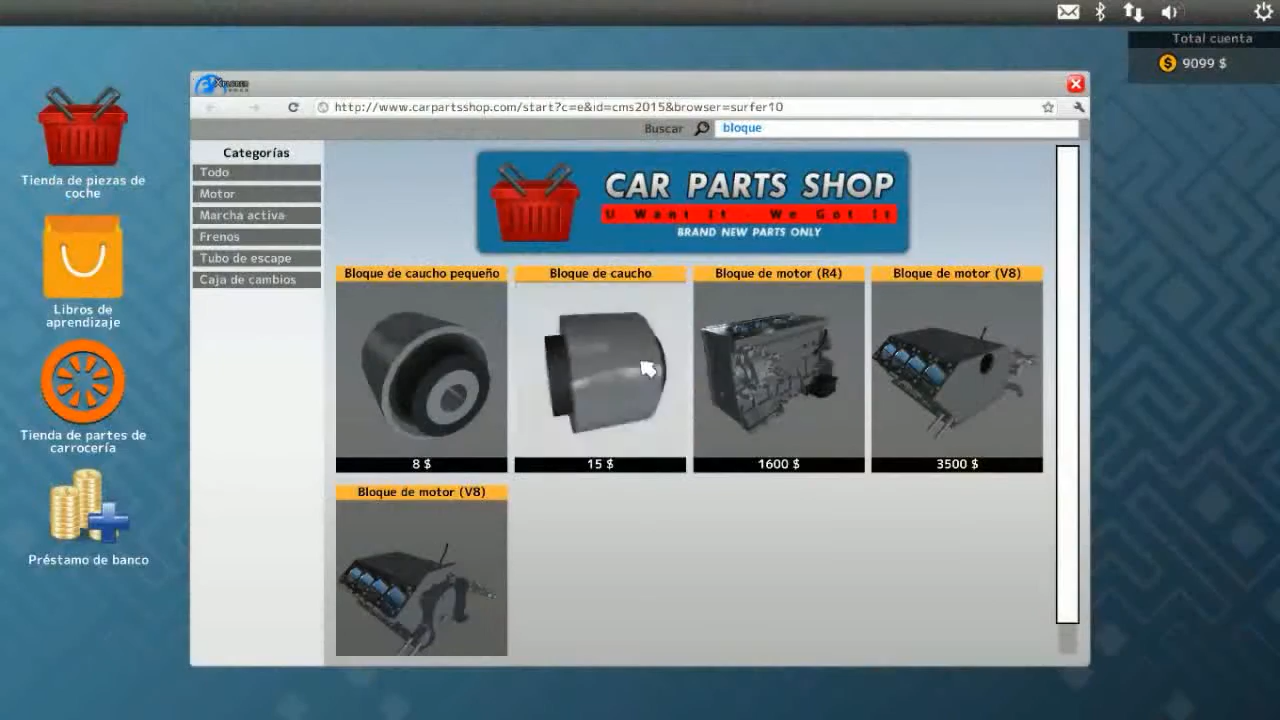 Total cuenta
9099 $
http://www.carpartsshop.com/start?c=e&id=cms2015&browser=surfer10
Buscar
bloque
Categorías
Todo
Motor
Marcha activa
Frenos
Tubo de escape
Caja de cambios
CAR PARTS SHOP
U Want It We Got It
BRAND NEW PARTS ONLY
Bloque de caucho pequeño
8 $
Bloque de caucho
15 $
Bloque de motor (R4)
1600 $
Bloque de motor (V8)
3500 $
Bloque de motor (V8)
Tienda de piezas de
coche
Libros de
aprendizaje
Tienda de partes de
carrocería
Préstamo de banco